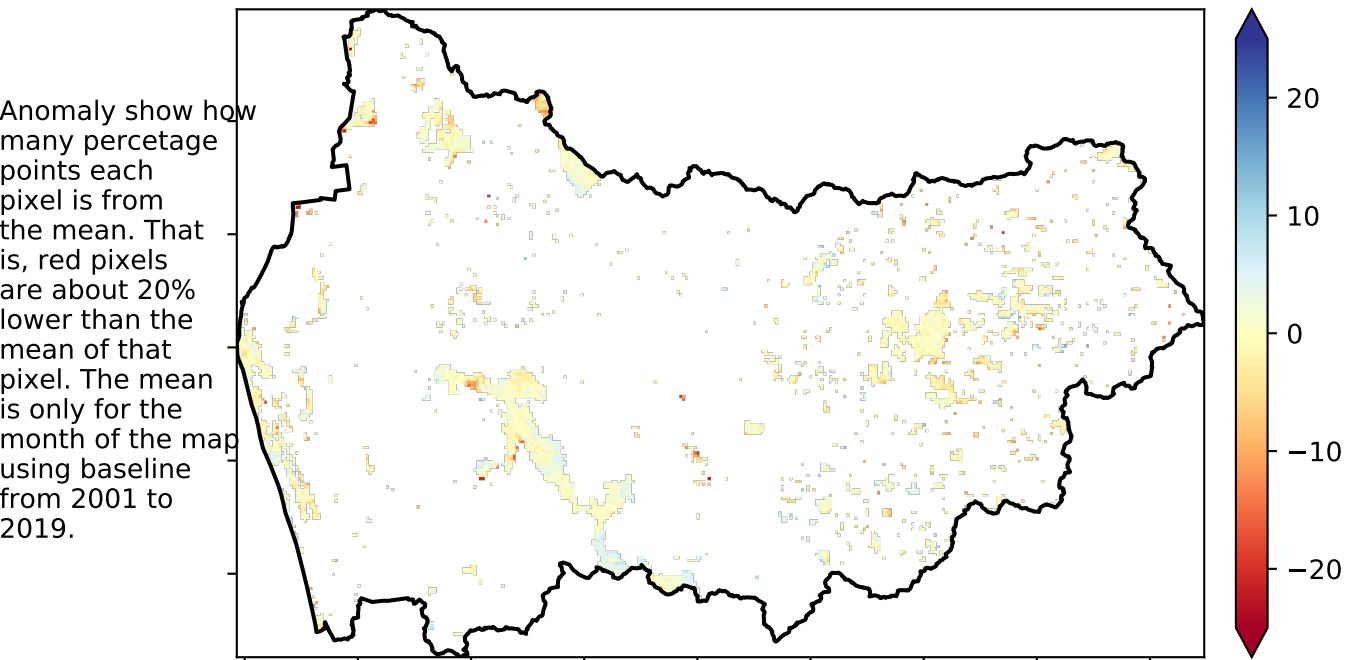 Anomaly show how
many percetage
points each
pixel is from
the mean. That
is, red pixels
are about 20%
lower than the
mean of that
pixel. The mean
is only for the
month of the map
using baseline
from 2001 to
2019.
20
10
0
−10
−20